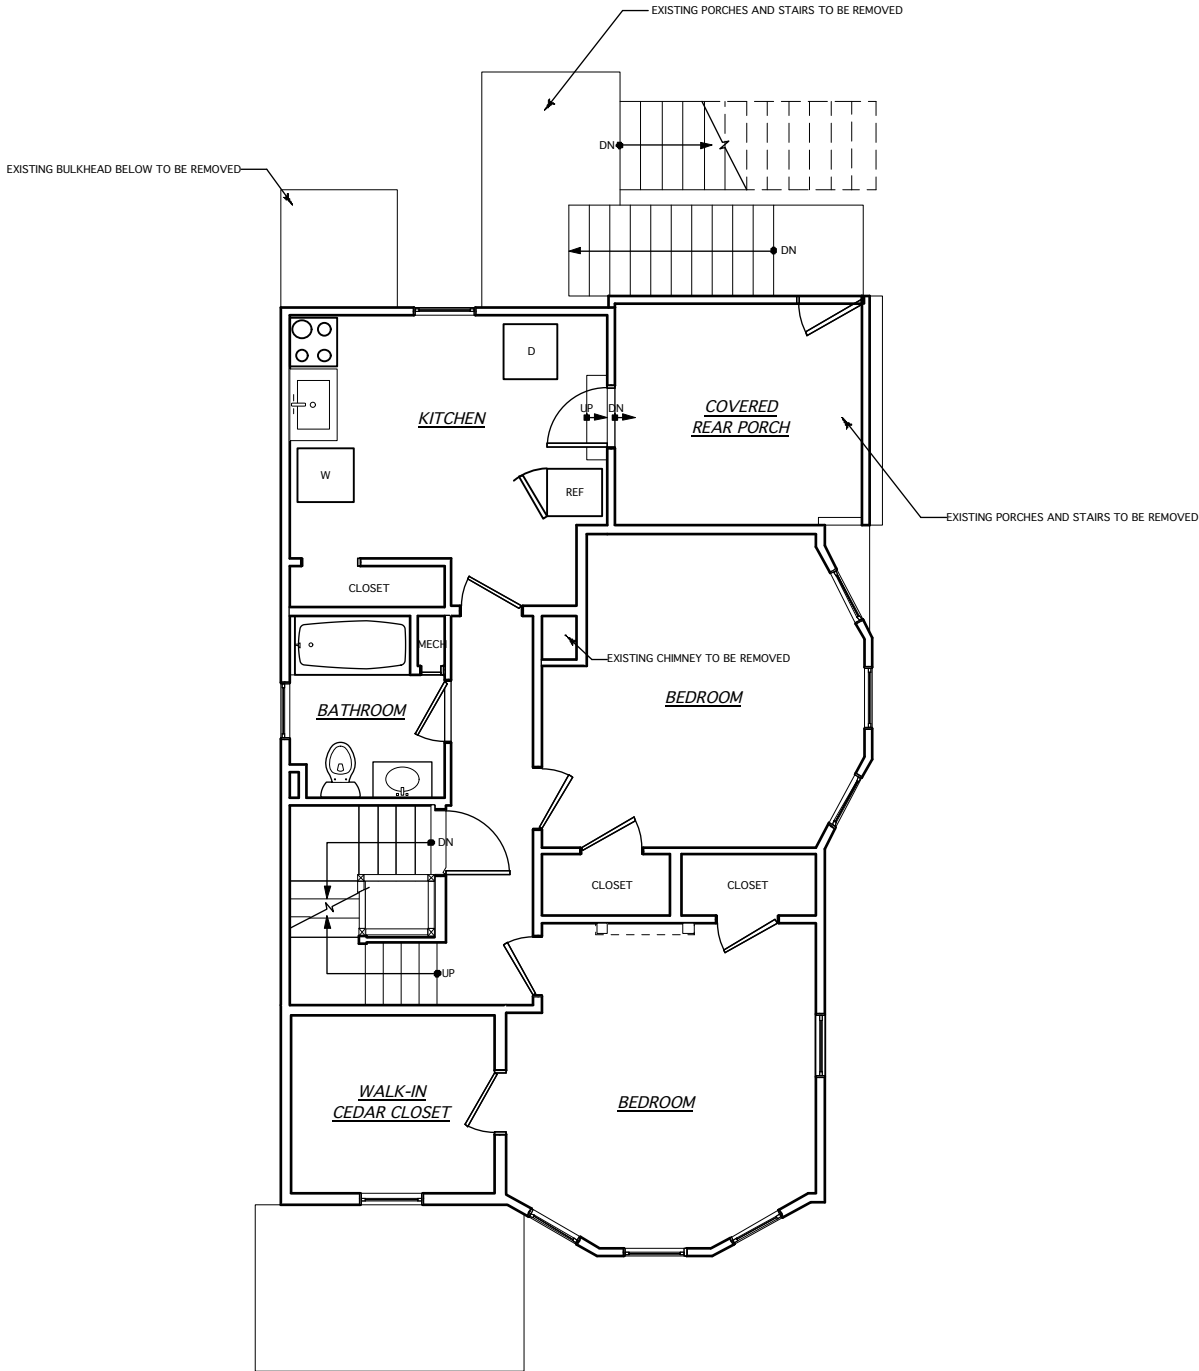 EXISTING PORCHES AND STAIRS TO BE REMOVED
DN
EXISTING BULKHEAD BELOW TO BE REMOVED
DN
D
KITCHEN
UP
DN
COVERED
REAR PORCH
W
REF
EXISTING PORCHES AND STAIRS TO BE REMOVED
CLOSET
MECH
EXISTING CHIMNEY TO BE REMOVED
BATHROOM
BEDROOM
DN
CLOSET
CLOSET
UP
WALK-IN
CEDAR CLOSET
BEDROOM